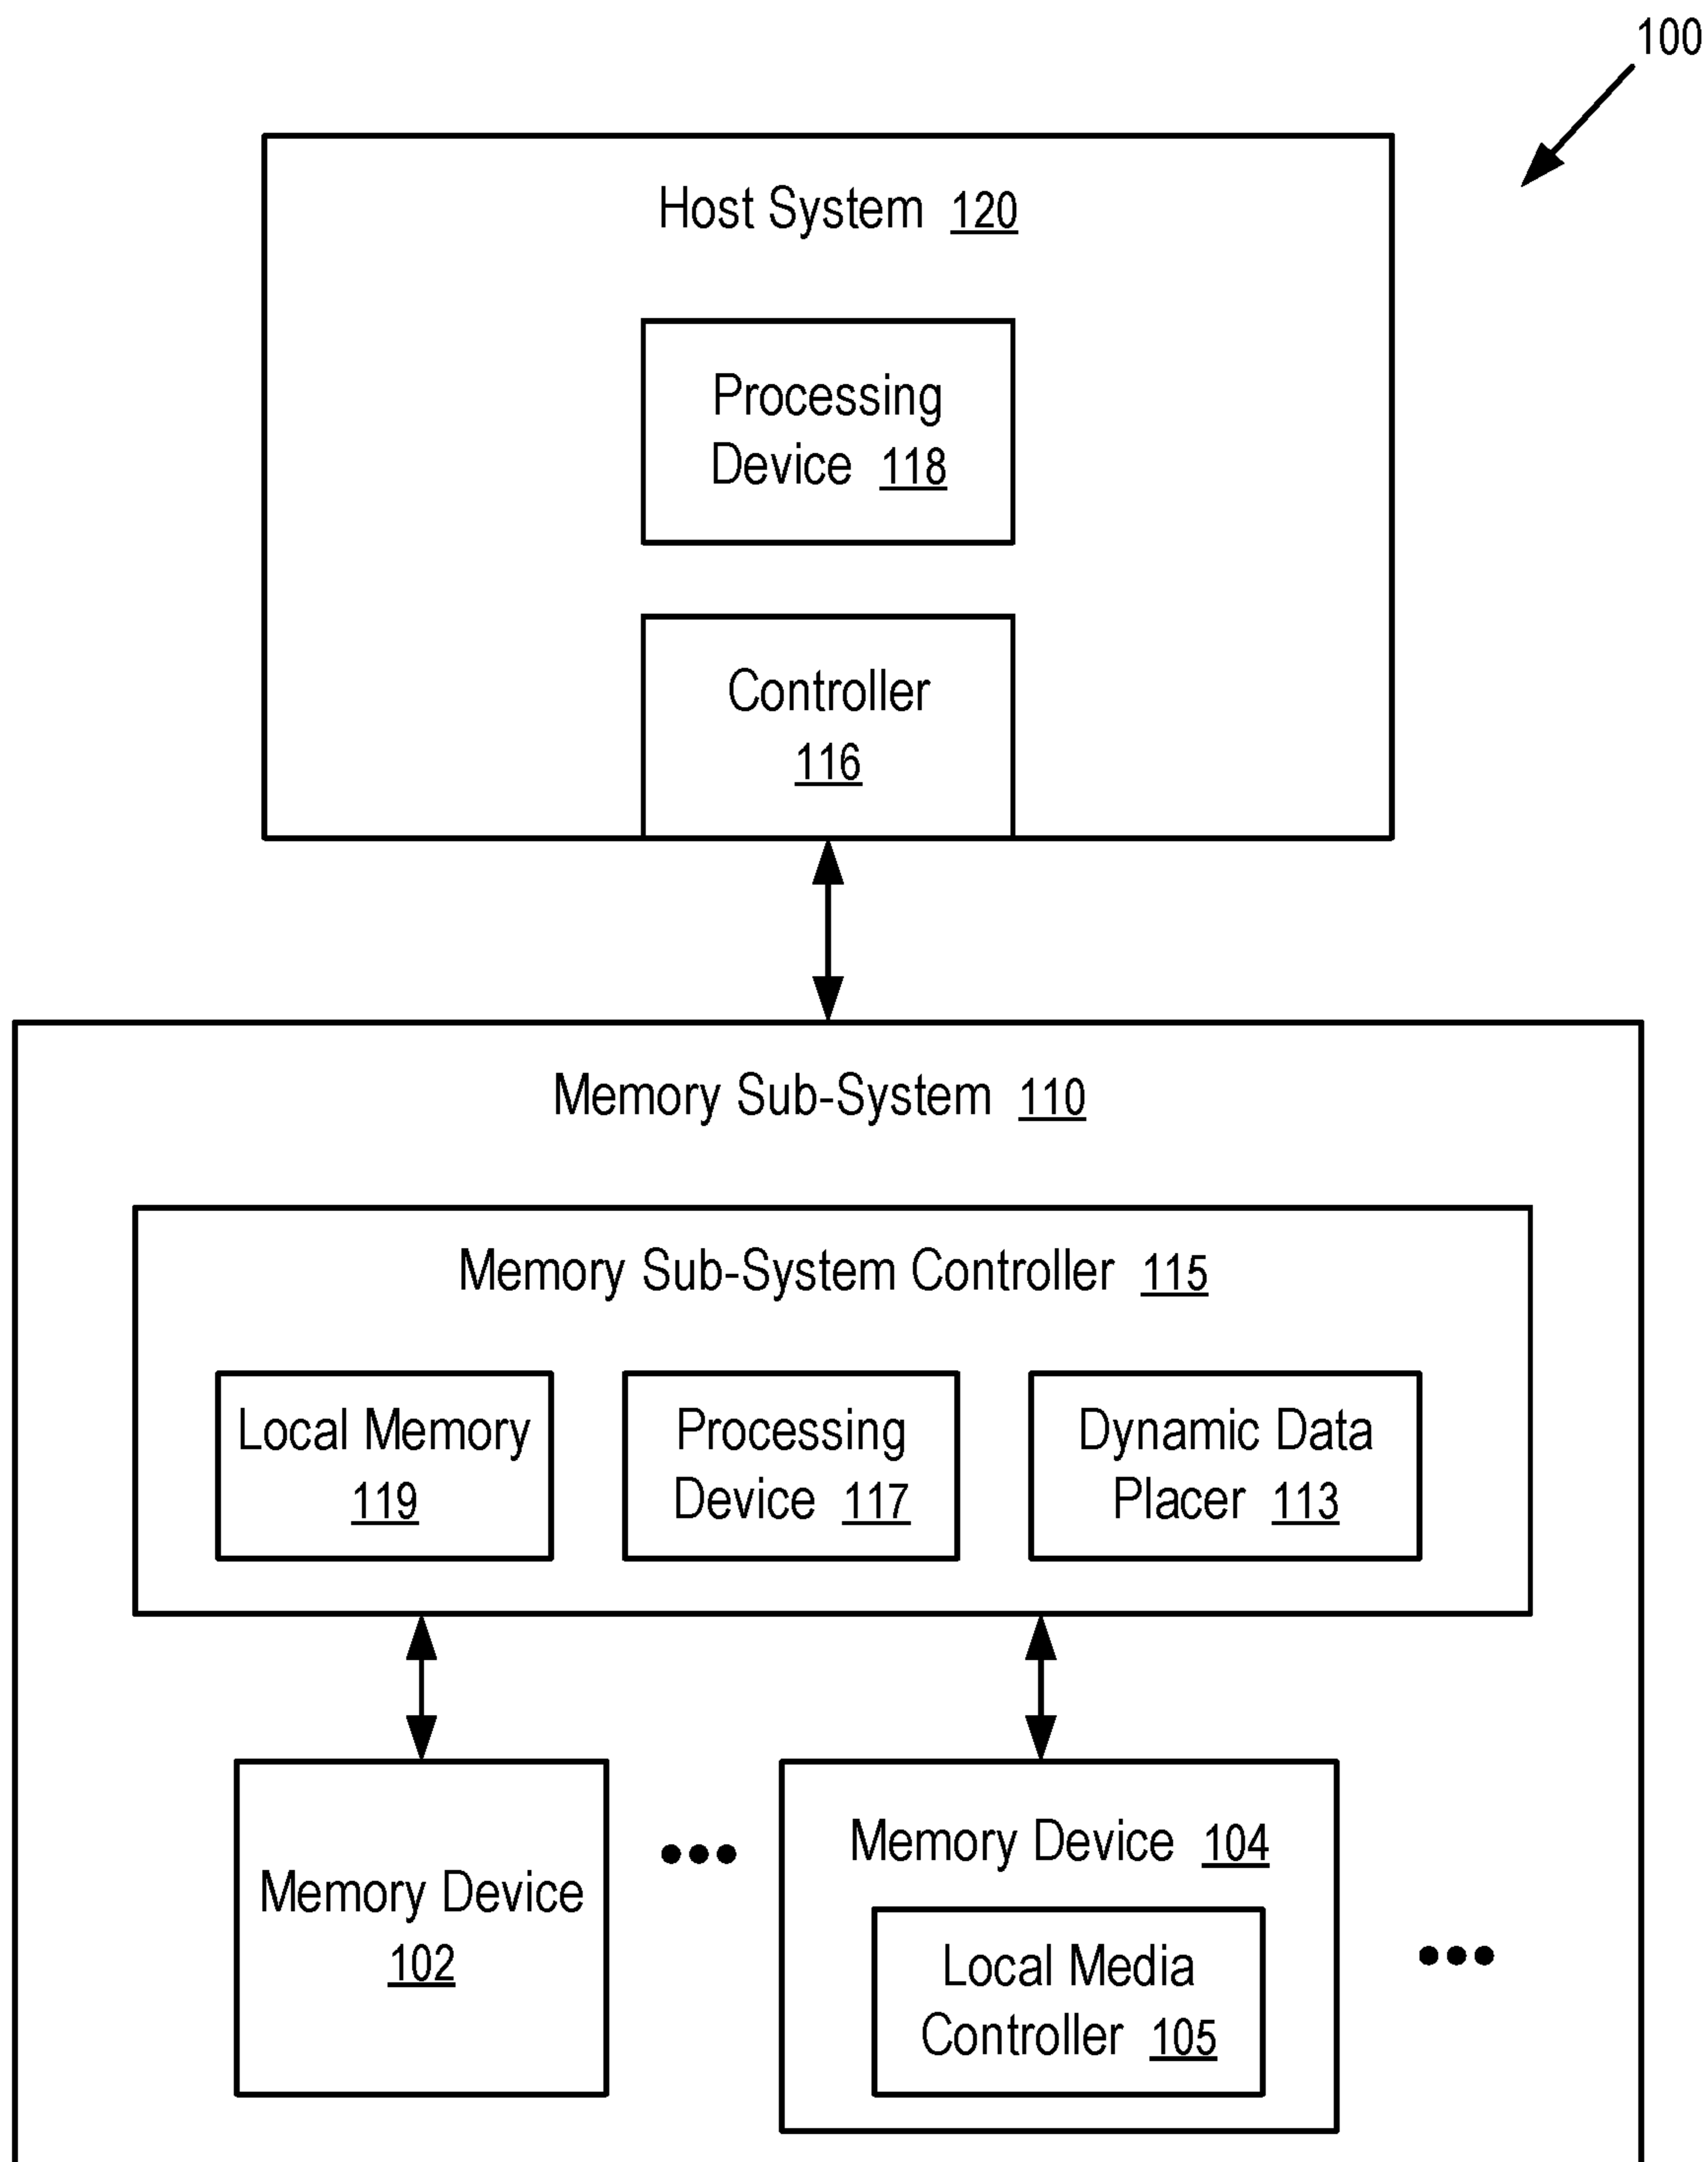 100
Host System 120
Processing
Device 118
Controller
116
Memory Sub-System 110
Memory Sub-System Controller 115
Local Memory
119
Processing
Device 117
Dynamic Data
Placer 113
Memory Device
102
Memory Device 104
Local Media
Controller 105